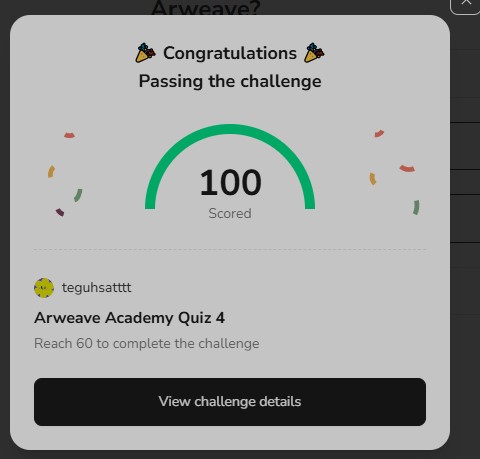 Arweave?
🎉 Congratulations 🎉
Passing the challenge
100
Scored
teguhsatttt
Arweave Academy Quiz 4
Reach 60 to complete the challenge
View challenge details